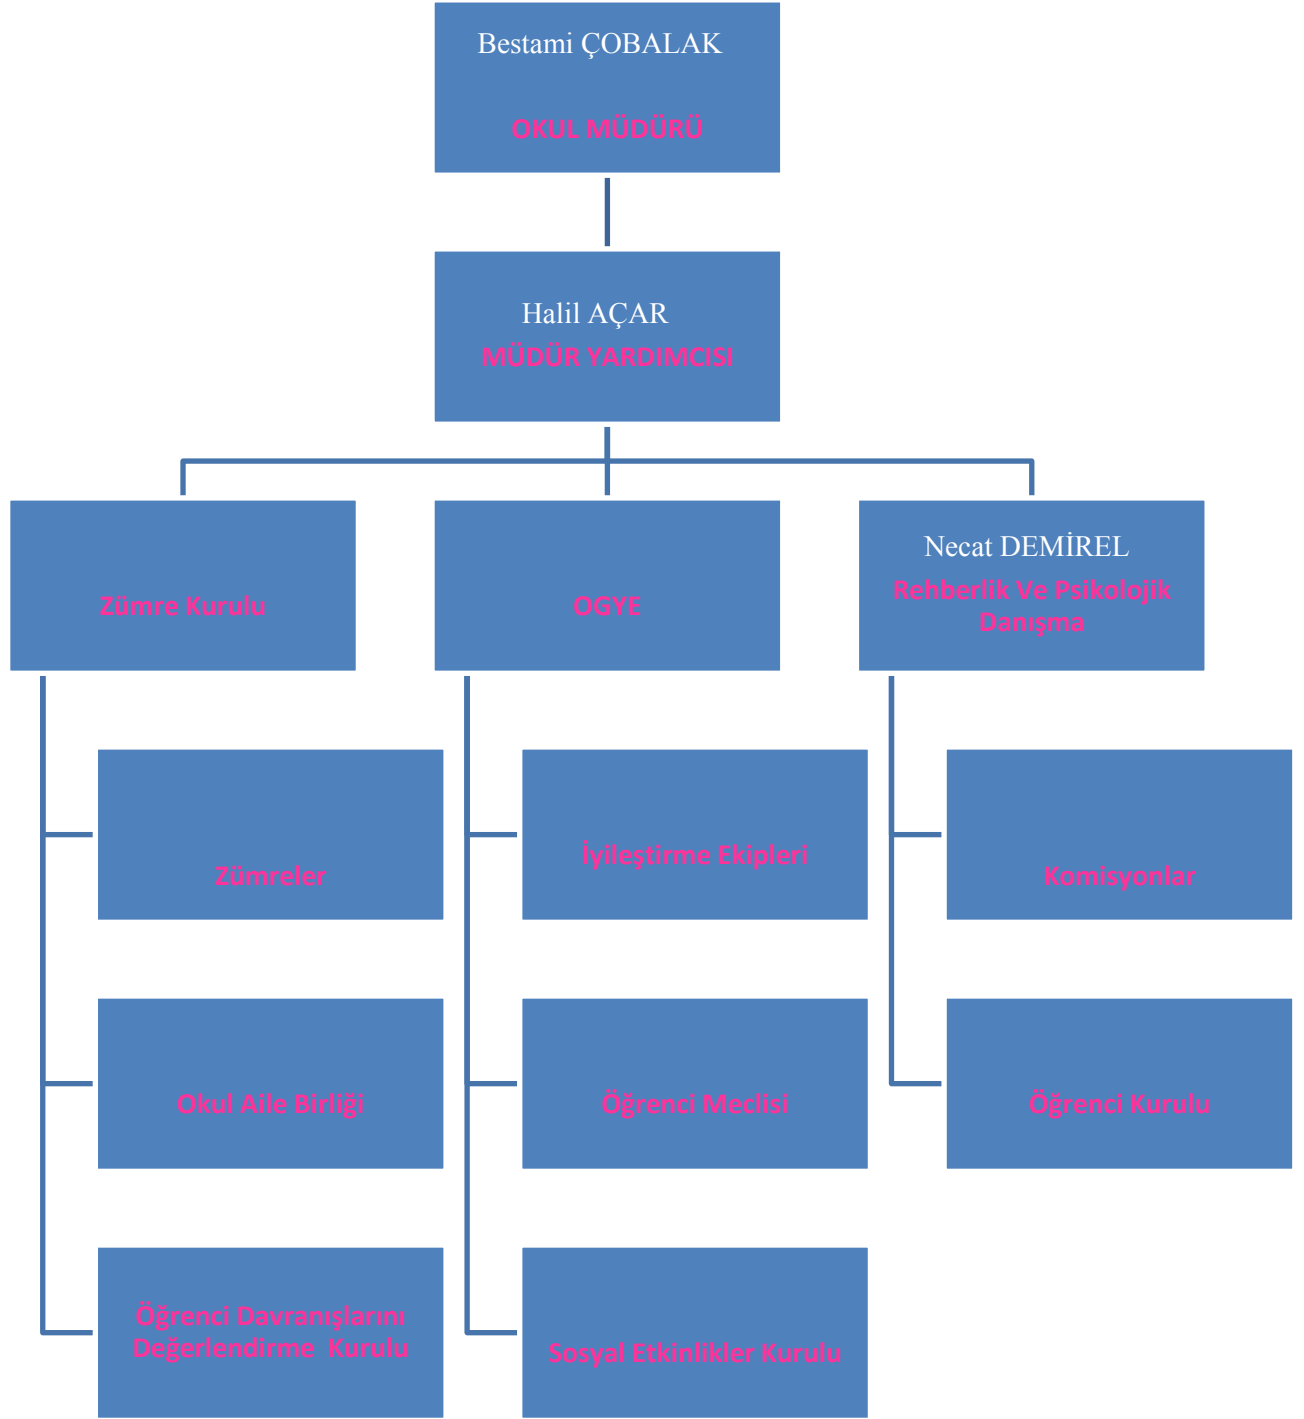 Bestami ÇOBALAK
OKUL MÜDÜRÜ
Halil AÇAR
MÜDÜR YARDIMCISI
Zümre Kurulu
OGYE
Necat DEMİREL
Rehberlik Ve Psikolojik
Danışma
Zümreler
İyileştirme Ekipleri
Komisyonlar
Okul Aile Birliği
Öğrenci Meclisi
Öğrenci Kurulu
Öğrenci Davranışlarını
Değerlendirme  Kurulu
Sosyal Etkinlikler Kurulu